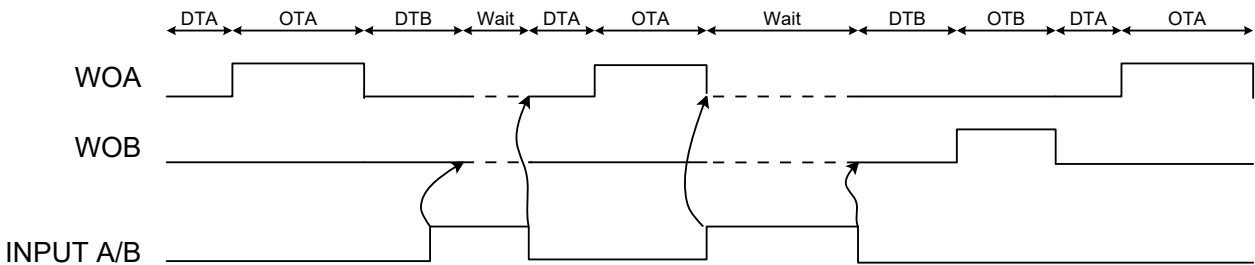 DTA OTA DTB Wait DTA OTA Wait DTB OTB DTA OTA
WOA
WOB
INPUT A/B